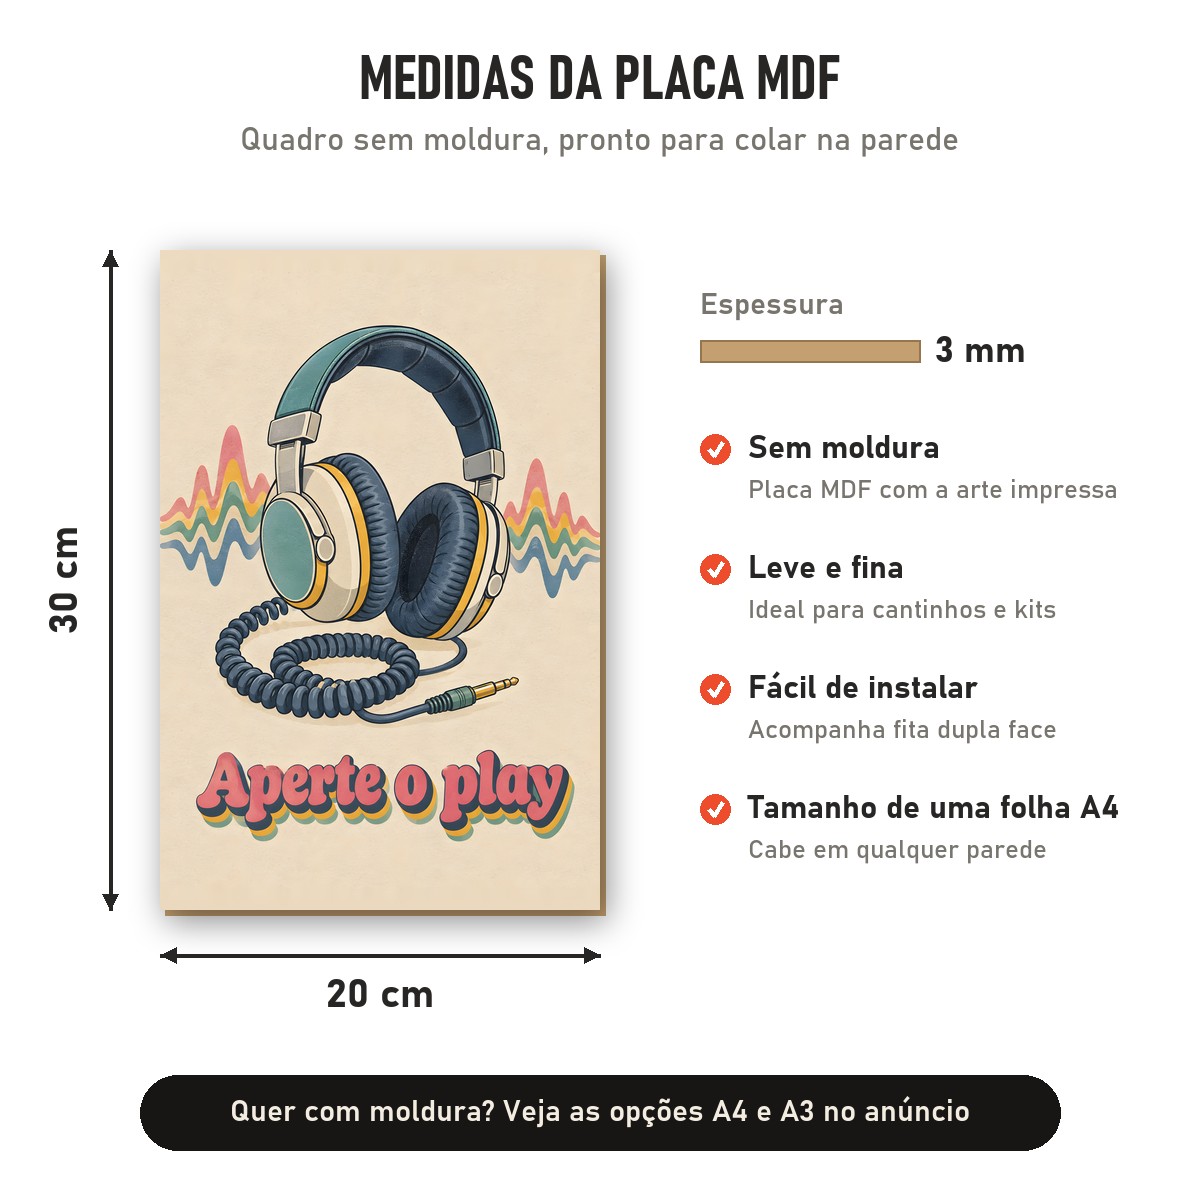 MEDIDAS DA PLACA MDF
Quadro sem moldura, pronto para colar na parede
30 cm
Aperte o play
20 cm
Espessura
3 mm
Sem moldura
Placa MDF com a arte impressa
Leve e fina
Ideal para cantinhos e kits
Fácil de instalar
Acompanha fita dupla face
Tamanho de uma folha A4
Cabe em qualquer parede
Quer com moldura? Veja as opções A4 e A3 no anúncio